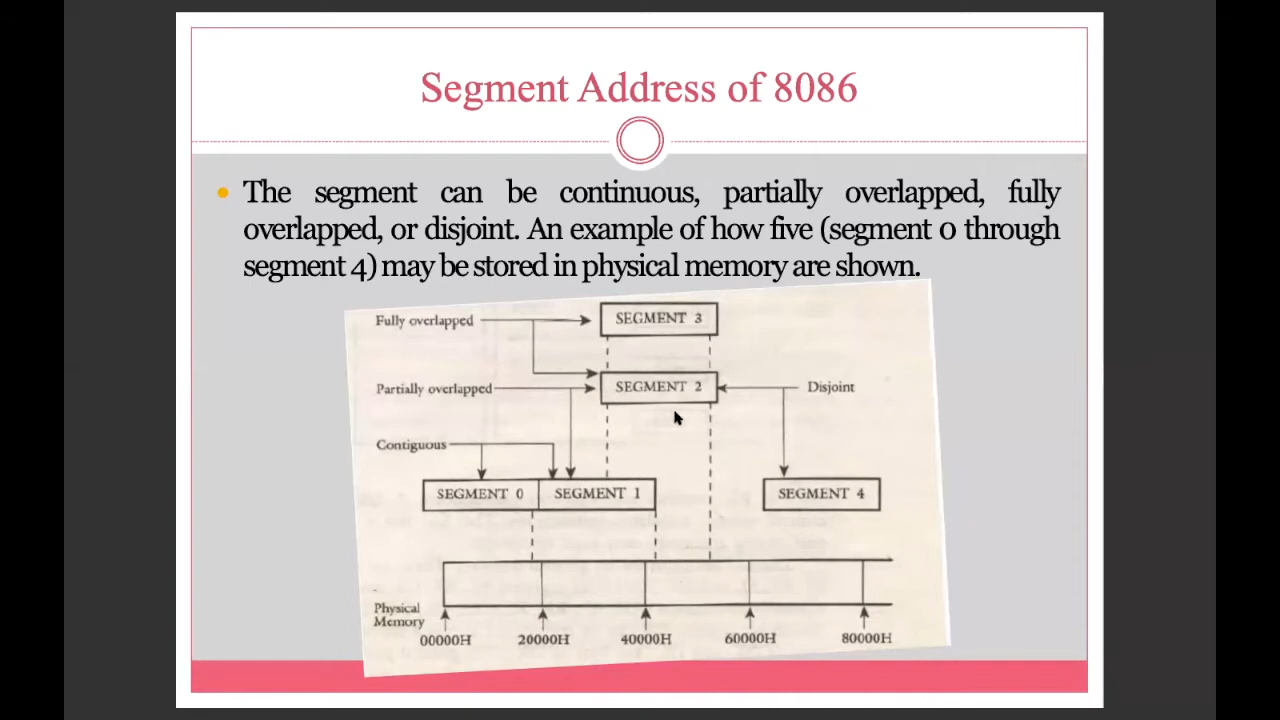 Segment Address of 8086
The segment can be continuous, partially overlapped, fully
overlapped, or disjoint. An example of how five (segment 0 through
segment 4) may be stored in physical memory are shown.
Fully overlapped
SEGMENT 3
Partially overlapped
SEGMENT 2
Disjoint
Contiguous
SEGMENT 0
SEGMENT 1
SEGMENT 4
Physical
Memory
00000H
20000H
40000H
60000H
80000H